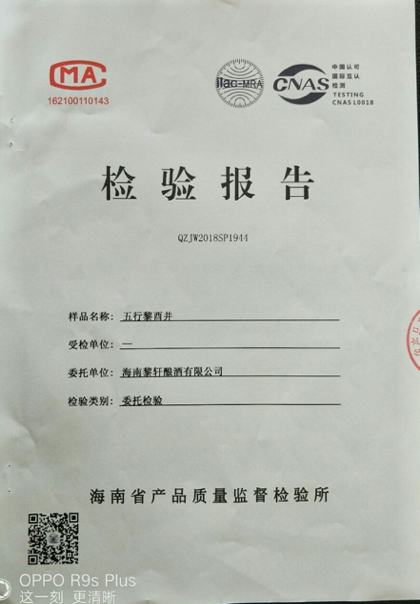 CMA
162100110143
ilac-MRA
CNAS
中国认可
国际互认
检测
TESTING
CNAS L0018
检验报告
QZJW2018SP1944
样品名称：五行黎酉井
受检单位：—
委托单位：海南黎轩酿酒有限公司
检验类别：委托检验
海南省产品质量监督检验所
OPPO R9s Plus
这一刻 更清晰